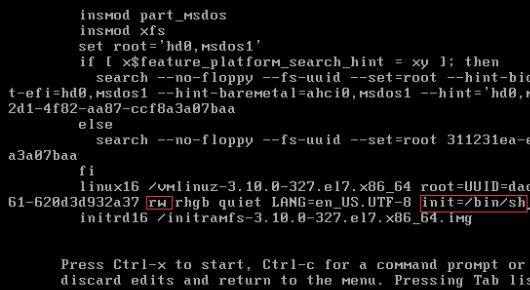 insmod part_msdos
insmod xfs
set root='hd0,msdos1'
if [ x$feature_platform_search_hint = xy ]; then
search --no-floppy --fs-uuid --set=root --hint-bio
t-efi=hd0,msdos1 --hint-baremetal=ahci0,msdos1 --hint='hd0,m
2d1-4f82-aa87-ccf8a3a07baa
else
search --no-floppy --fs-uuid --set=root 311231ea-e
a3a07baa
fi
linux16 /vmlinuz-3.10.0-327.el7.x86_64 root=UUID=dac
61-620d3d932a37 rw rhgb quiet LANG=en_US.UTF-8 init=/bin/sh_
initrd16 /initramfs-3.10.0-327.el7.x86_64.img
Press Ctrl-x to start, Ctrl-c for a command prompt or
discard edits and return to the menu. Pressing Tab lis